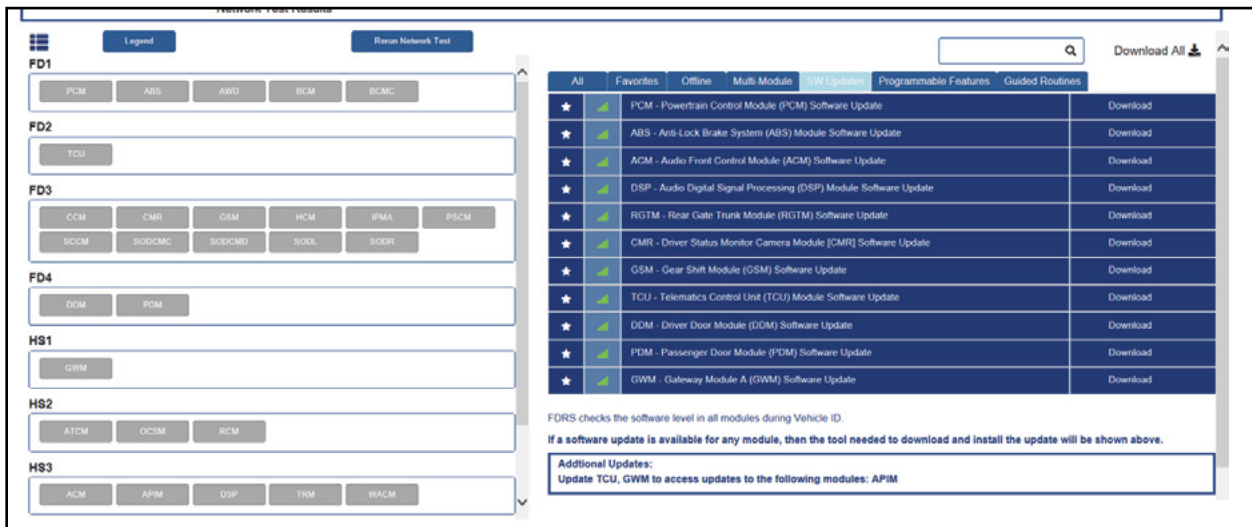 Network Test Results
Legend
Rerun Network Test
FD1
PCM ABS AWD BCM BCMC
FD2
TCU
FD3
CCM CMR GSM HCM IPMA PSCM
SCCM SODCMC SODCMD SODL SODR
FD4
DDM PDM
HS1
GWM
HS2
ATCM OCSM RCM
HS3
ACM APIM DSP TRM WACM
Download All
All Favorites Offline Multi-Module SW Updates Programmable Features Guided Routines
PCM - Powertrain Control Module (PCM) Software Update Download
ABS - Anti-Lock Brake System (ABS) Module Software Update Download
ACM - Audio Front Control Module (ACM) Software Update Download
DSP - Audio Digital Signal Processing (DSP) Module Software Update Download
RGTM - Rear Gate Trunk Module (RGTM) Software Update Download
CMR - Driver Status Monitor Camera Module [CMR] Software Update Download
GSM - Gear Shift Module (GSM) Software Update Download
TCU - Telematics Control Unit (TCU) Module Software Update Download
DDM - Driver Door Module (DDM) Software Update Download
PDM - Passenger Door Module (PDM) Software Update Download
GWM - Gateway Module A (GWM) Software Update Download
FDRS checks the software level in all modules during Vehicle ID.
If a software update is available for any module, then the tool needed to download and install the update will be shown above.
Addtional Updates:
Update TCU, GWM to access updates to the following modules: APIM